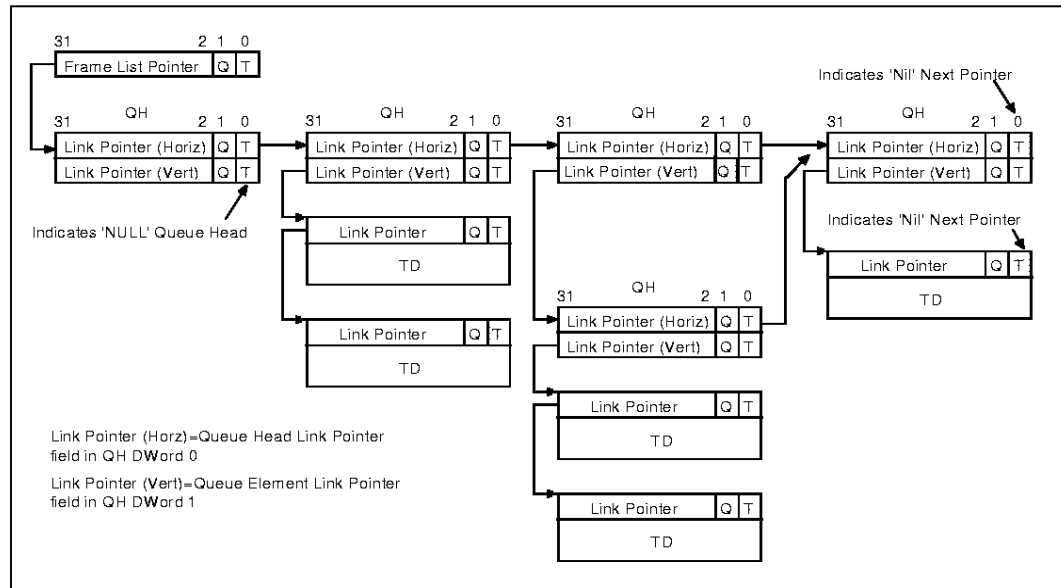 31 2 1 0
Frame List Pointer Q T
Indicates 'Nil' Next Pointer
QH
31 2 1 0
Link Pointer (Horiz) Q T
Link Pointer (Vert) Q T
Indicates 'NULL' Queue Head
31 QH 2 1 0
Link Pointer (Horiz) Q T
Link Pointer (Vert) Q T
Link Pointer Q T
TD
Link Pointer Q T
TD
QH
31 2 1 0
Link Pointer (Horiz) Q T
Link Pointer (Vert) Q T
31 QH 2 1 0
Link Pointer (Horiz) Q T
Link Pointer (Vert) Q T
Link Pointer Q T
TD
Link Pointer Q T
TD
QH
31 2 1 0
Link Pointer (Horiz) Q T
Link Pointer (Vert) Q T
Indicates 'Nil' Next Pointer
Link Pointer Q T
TD
Link Pointer (Horz)=Queue Head Link Pointer
field in QH DWord 0
Link Pointer (Vert)=Queue Element Link Pointer
field in QH DWord 1